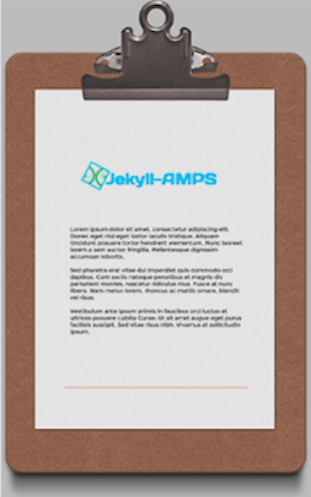 Jekyll-AMPS
Lorem ipsum dolor sit amet, consectetur adipiscing elit.
Donec eget nisl eget tortor iaculis tristique. Aliquam
tincidunt posuere tortor hendrerit elementum. Nunc laoreet
lorem a sem auctor fringilla. Pellentesque dignissim
accumsan lobortis.
Sed pharetra erat vitae dui imperdiet quis commodo orci
dapibus. Cum sociis natoque penatibus et magnis dis
parturient montes, nascetur ridiculus mus. Fusce at nunc
libero. Nam metus lorem, rhoncus ac mattis ornare, blandit
vel risus.
Vestibulum ante ipsum primis in faucibus orci luctus et
ultrices posuere cubilia Curae; Ut sit amet augue eget purus
facilisis suscipit. Sed vitae risus nibh. Vivamus at sollicitudin
ipsum.